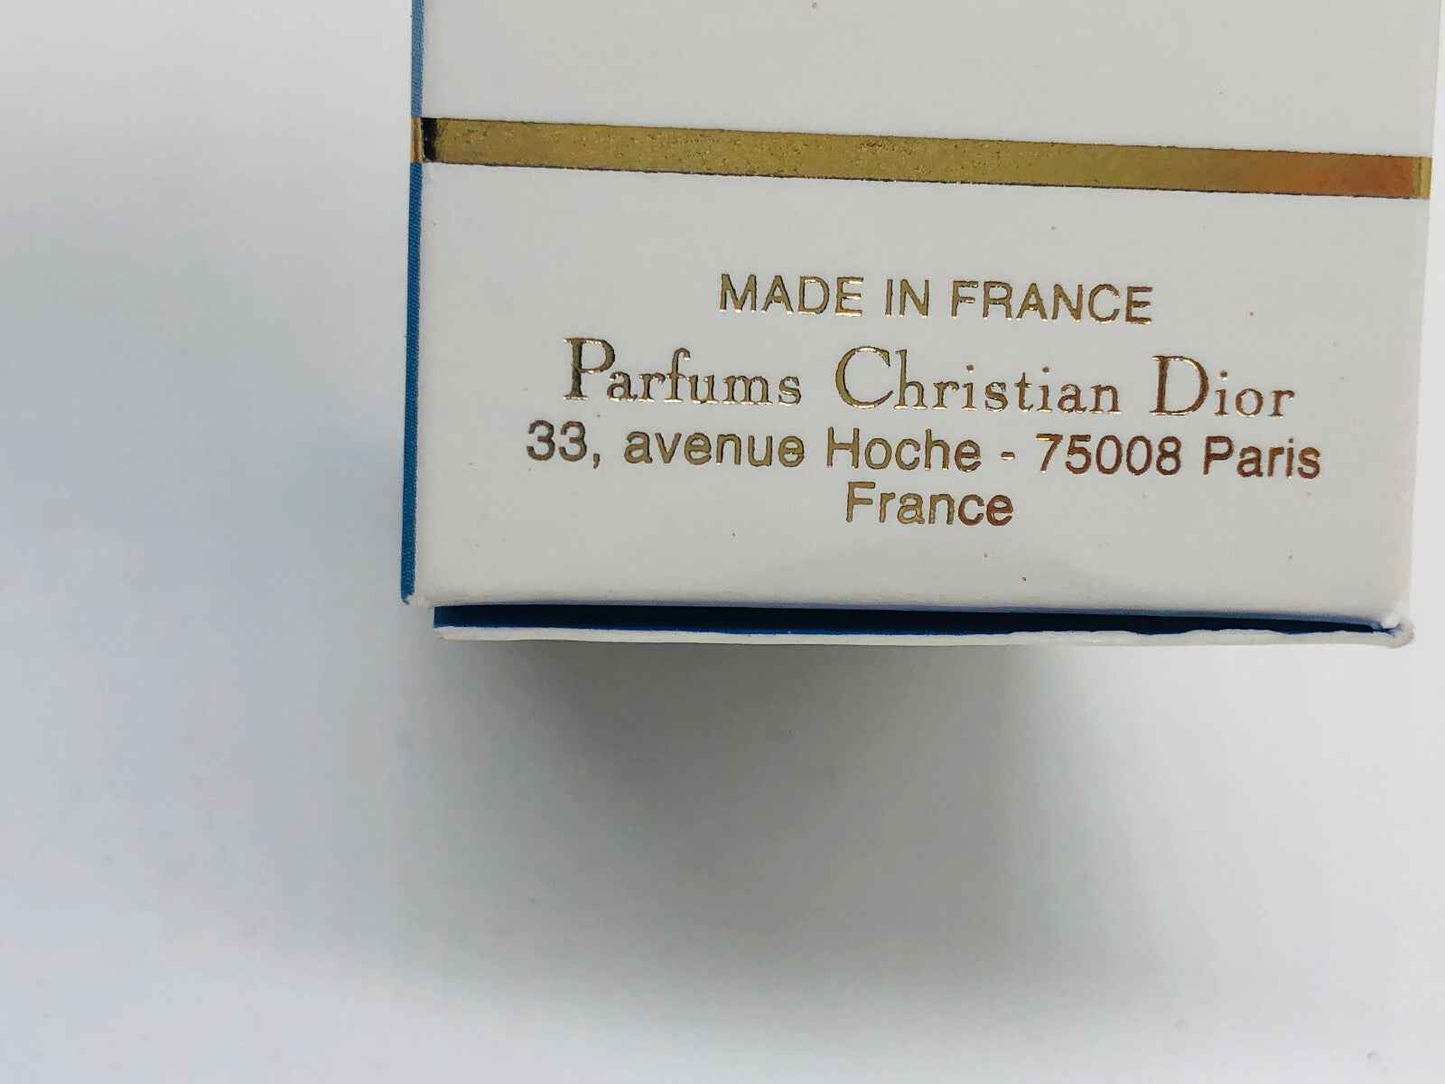 MADE IN FRANCE
Parfums Christian Dior
33, avenue Hoche - 75008 Paris
France